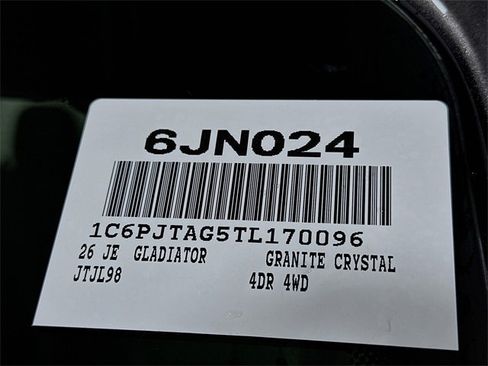 6JN024
1C6PJTAG5TL170096
26 JE GLADIATOR GRANITE CRYSTAL
JTJL98 4DR 4WD